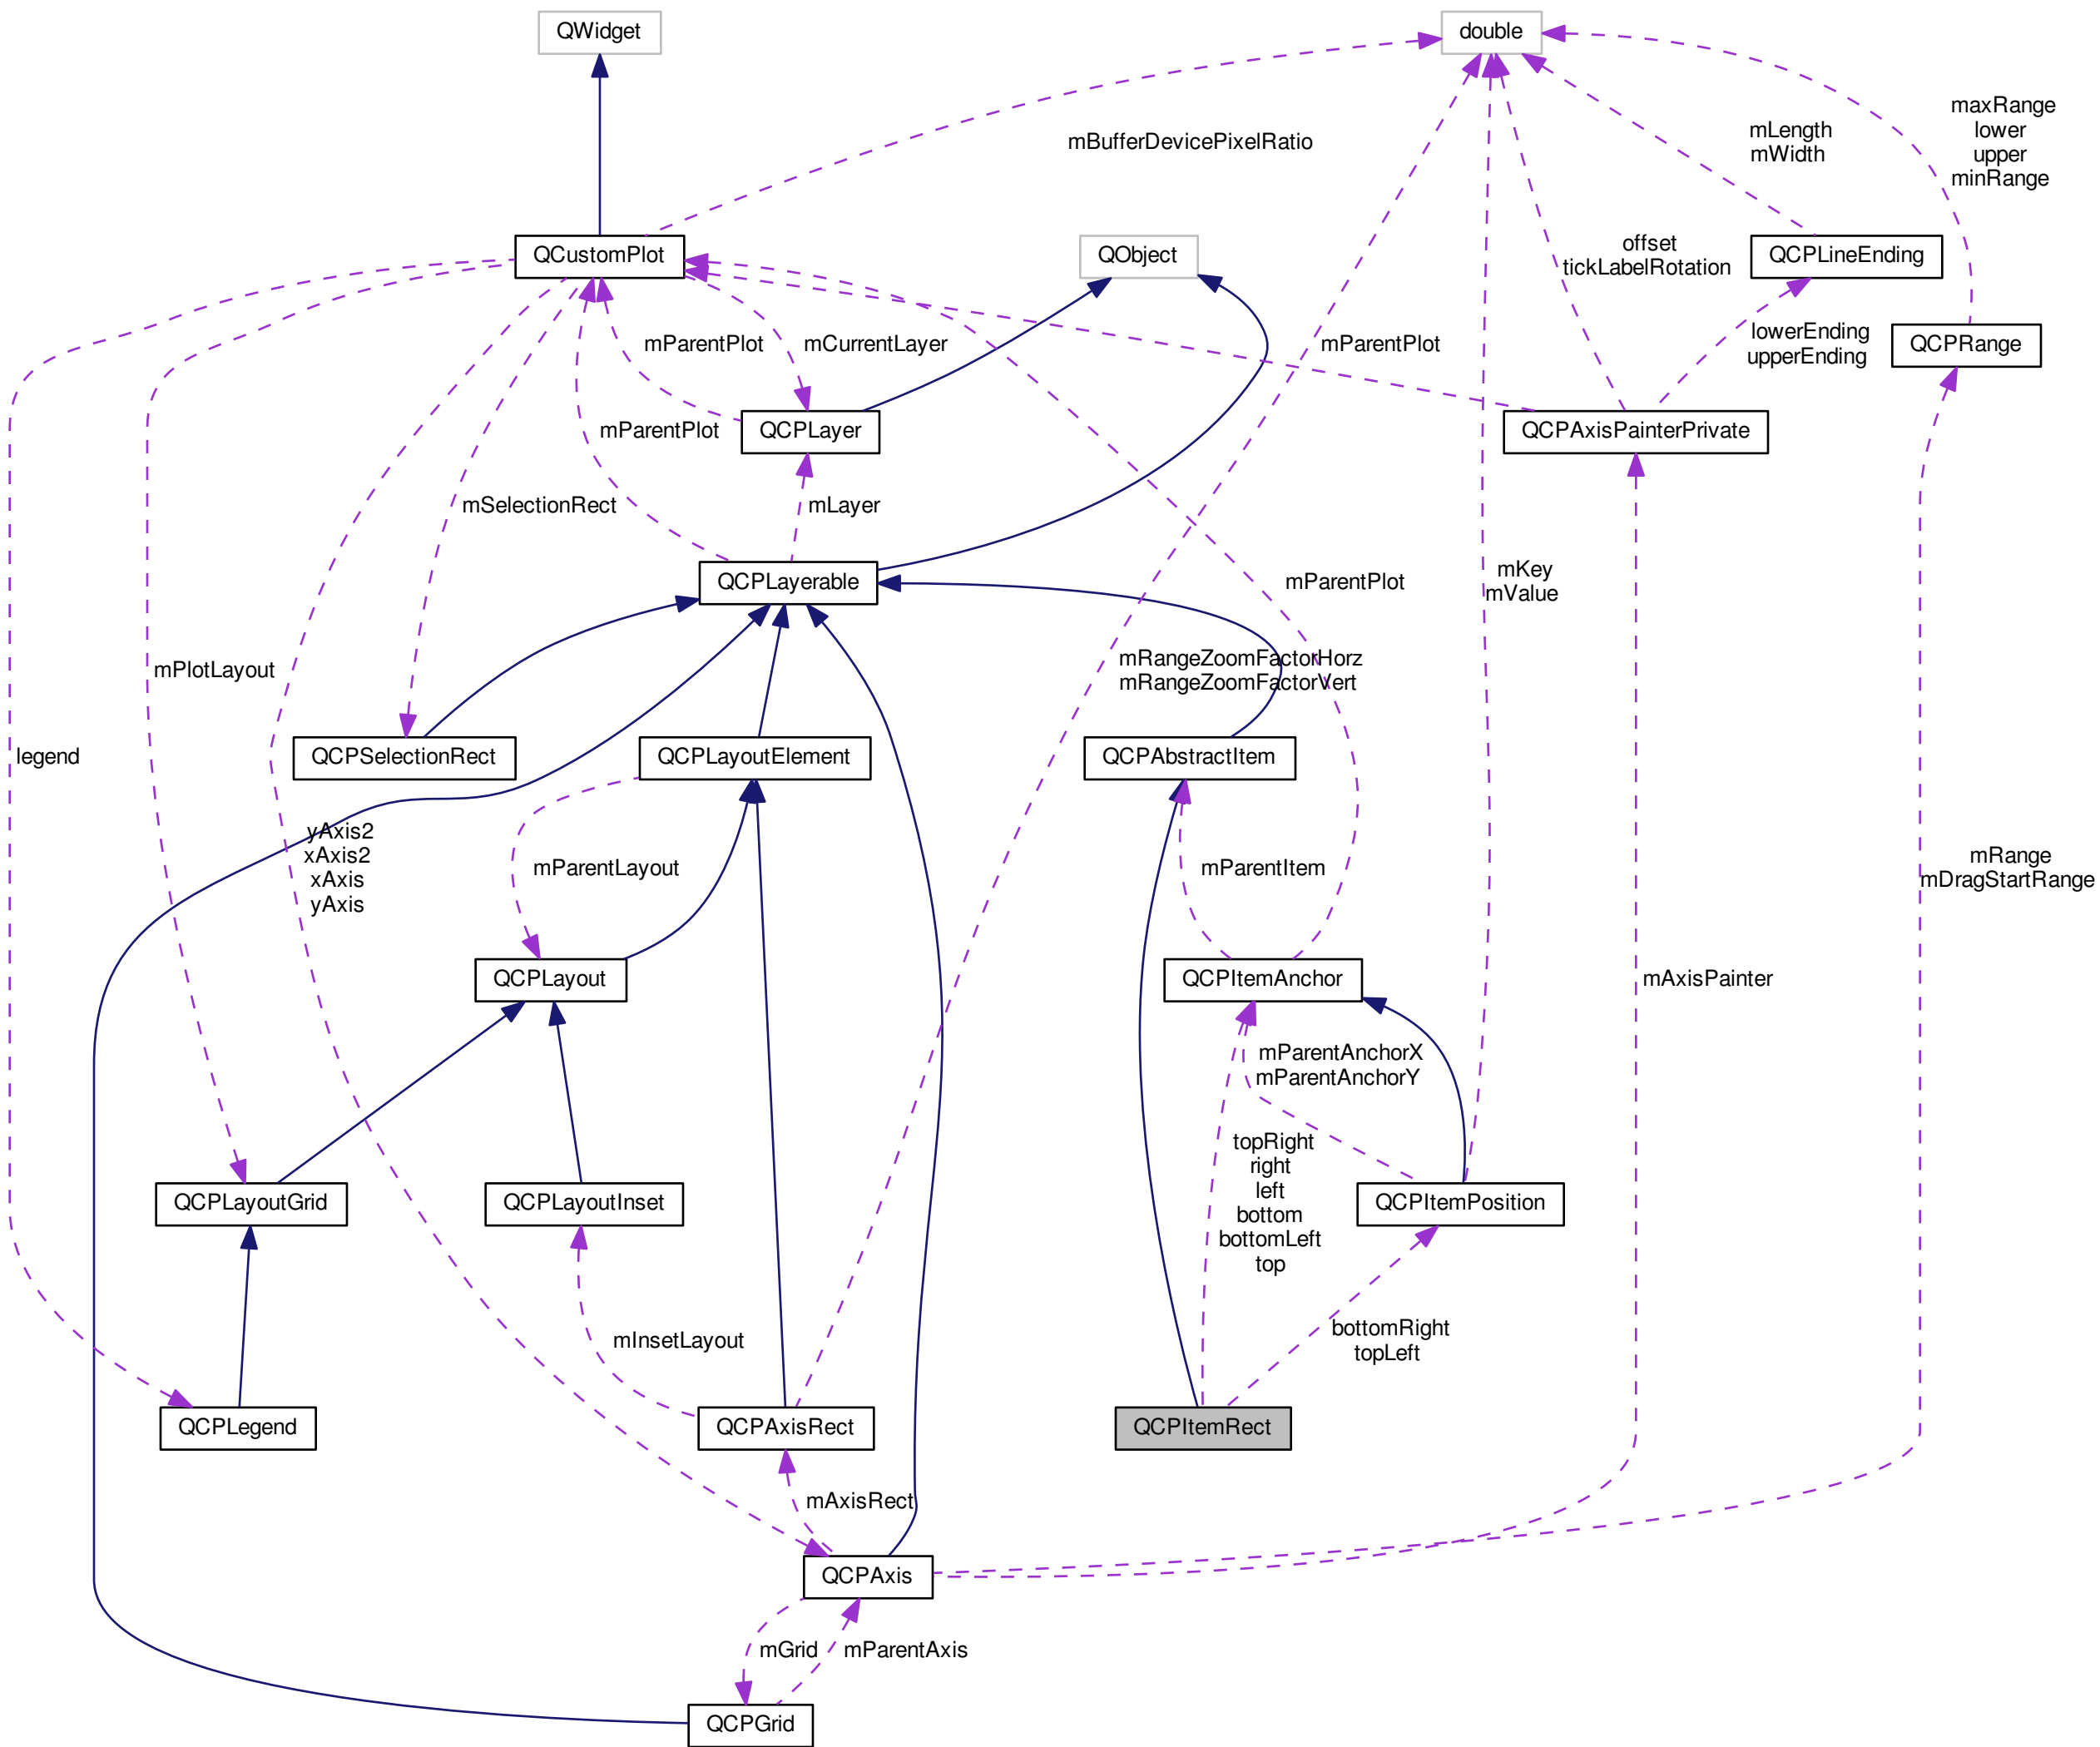 QWidget
double
maxRange
lower
upper
minRange
mLength
mWidth
mBufferDevicePixelRatio
QCustomPlot
QObject
offset
tickLabelRotation
QCPLineEnding
mParentPlot
mCurrentLayer
mParentPlot
lowerEnding
upperEnding
QCPRange
mParentPlot
QCPLayer
QCPAxisPainterPrivate
mSelectionRect
mLayer
QCPLayerable
mParentPlot
mKey
mValue
mPlotLayout
mRangeZoomFactorHorz
mRangeZoomFactorVert
legend
QCPSelectionRect
QCPLayoutElement
QCPAbstractItem
yAxis2
xAxis2
xAxis
yAxis
mParentLayout
mParentItem
mRange
mDragStartRange
QCPLayout
QCPItemAnchor
mAxisPainter
mParentAnchorX
mParentAnchorY
topRight
right
left
bottom
bottomLeft
top
QCPLayoutGrid
QCPLayoutInset
QCPItemPosition
mInsetLayout
bottomRight
topLeft
QCPLegend
QCPAxisRect
QCPItemRect
mAxisRect
QCPAxis
mGrid
mParentAxis
QCPGrid